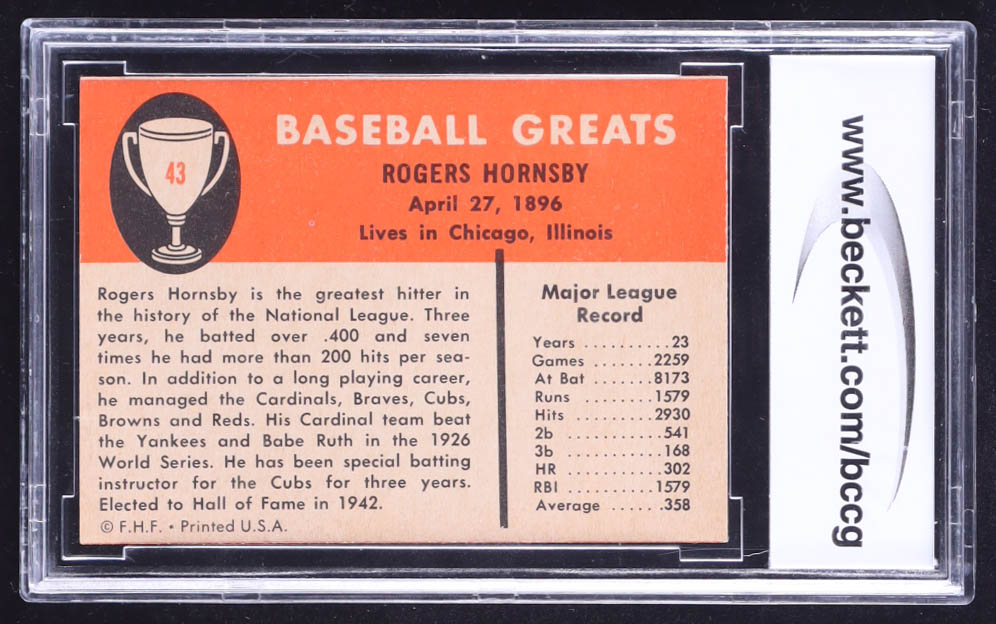 43
BASEBALL GREATS
ROGERS HORNSBY
April 27, 1896
Lives in Chicago, Illinois
Rogers Hornsby is the greatest hitter in
the history of the National League. Three
years, he batted over .400 and seven
times he had more than 200 hits per sea-
son. In addition to a long playing career,
he managed the Cardinals, Braves, Cubs,
Browns and Reds. His Cardinal team beat
the Yankees and Babe Ruth in the 1926
World Series. He has been special batting
instructor for the Cubs for three years.
Elected to Hall of Fame in 1942.
© F.H.F. • Printed U.S.A.
Major League
Record
Years ..........23
Games .......2259
At Bat ........8173
Runs .........1579
Hits ..........2930
2b ...........541
3b ...........168
HR ...........302
RBI ..........1579
Average ......358
www.beckett.com/bccg